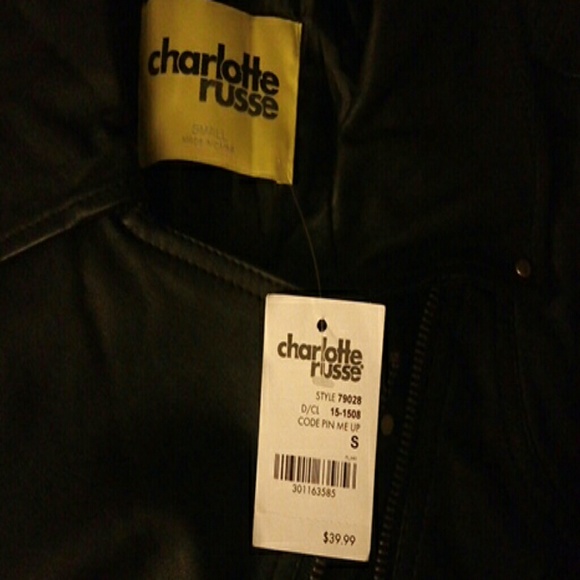 charlotte
russe
SMALL
charlotte
russe
STYLE 79028
D/CL 15-1508
CODE PIN ME UP
S
301163585
$39.99